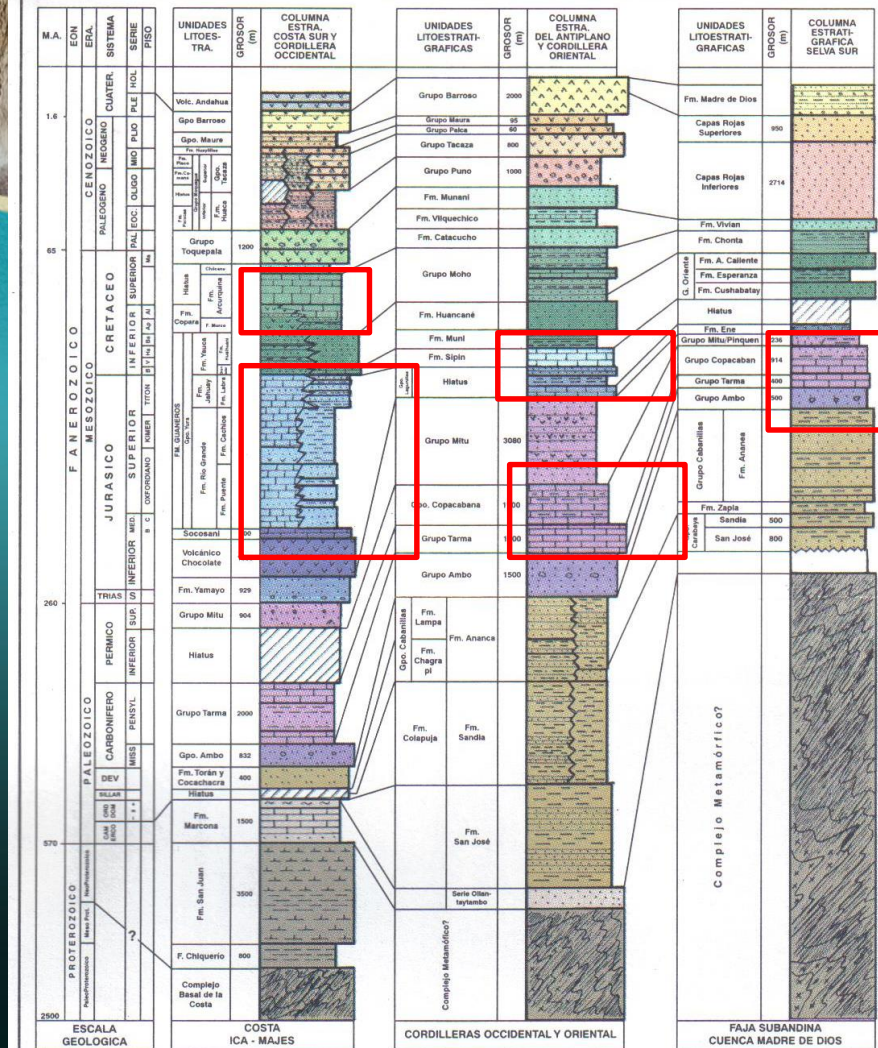 M.A.
EON
ERA.
SISTEMA
SERIE
PISO
UNIDADES LITOES- TRA.
GROSOR (m)
COLUMNA ESTRA. COSTA SUR Y CORDILLERA OCCIDENTAL
UNIDADES LITOESTRATI- GRAFICAS
GROSOR (m)
COLUMNA ESTRA. DEL ANTIPLANO Y CORDILLERA ORIENTAL
UNIDADES LITOESTRATI- GRAFICAS
GROSOR (m)
COLUMNA ESTRATI- GRAFICA SELVA SUR
1.6
65
260
570
2500
FANEROZOICO
PROTEROZOICO
CENOZOICO
MESOZOICO
PALEOZOICO
CUATER.
NEOGENO
PALEOGENO
CRETACEO
JURASICO
TRIAS
PERMICO
CARBONIFERO
DEV
SILLAR
HOL
PLE
PLIO
MIO
OLIGO
EOC.
PAL
SUPERIOR
INFERIOR
SUPERIOR
MED.
INFERIOR
S
SUP.
INFERIOR
PENSYL
MISS
TITON
KIMER
OXFORDIANO
?
Volc. Andahua
Gpo Barroso
Gpo. Maure
Fm. Huaylillas
Grupo Toquepala 1200
Hiatus
Fm. Arcurquina
Fm. Copara
F. Murco
Fm. Yauca
FM. GUANEROS
Gpo. Yura
Fm. Jahuay
Fm. Labra
Fm. Rio Grande
Fm. Cachios
Fm. Puente
Socosani
Volcánico Chocolate
Fm. Yamayo 929
Grupo Mitu 904
Hiatus
Grupo Tarma 2000
Gpo. Ambo 832
Fm. Torán y Cocachacra 400
Hiatus
Fm. Marcona 1500
Fm. San Juan 3500
F. Chiquerio 800
Complejo Basal de la Costa
Grupo Barroso 2000
Grupo Maura 95
Grupo Palca 60
Grupo Tacaza 800
Grupo Puno 1000
Fm. Munani
Fm. Vilquechico
Fm. Catacucho
Grupo Moho
Fm. Huancané
Fm. Muni
Fm. Sipin
Hiatus
Grupo Mitu 3080
Gpo. Copacabana
Grupo Tarma
Grupo Ambo 1500
Gpo. Cabanillas
Fm. Lampa
Fm. Chagra pi
Fm. Ananca
Fm. Colapuja
Fm. Sandia
Fm. San José
Serie Ollan- taytambo
Complejo Metamófico?
Fm. Madre de Dios
Capas Rojas Superiores 950
Capas Rojas Inferiores 2714
Fm. Vivian
Fm. Chonta
G. Oriente
Fm. A. Caliente
Fm. Esperanza
Fm. Cushabatay
Hiatus
Fm. Ene
Grupo Mitu/Pinquen 236
Grupo Copacaban 914
Grupo Tarma 400
Grupo Ambo 500
Grupo Cabanillas
Fm. Ananea
Fm. Zapla
Carabaya
Sandia 500
San José 800
Complejo Metamórfico?
ESCALA GEOLOGICA
COSTA ICA - MAJES
CORDILLERAS OCCIDENTAL Y ORIENTAL
FAJA SUBANDINA CUENCA MADRE DE DIOS